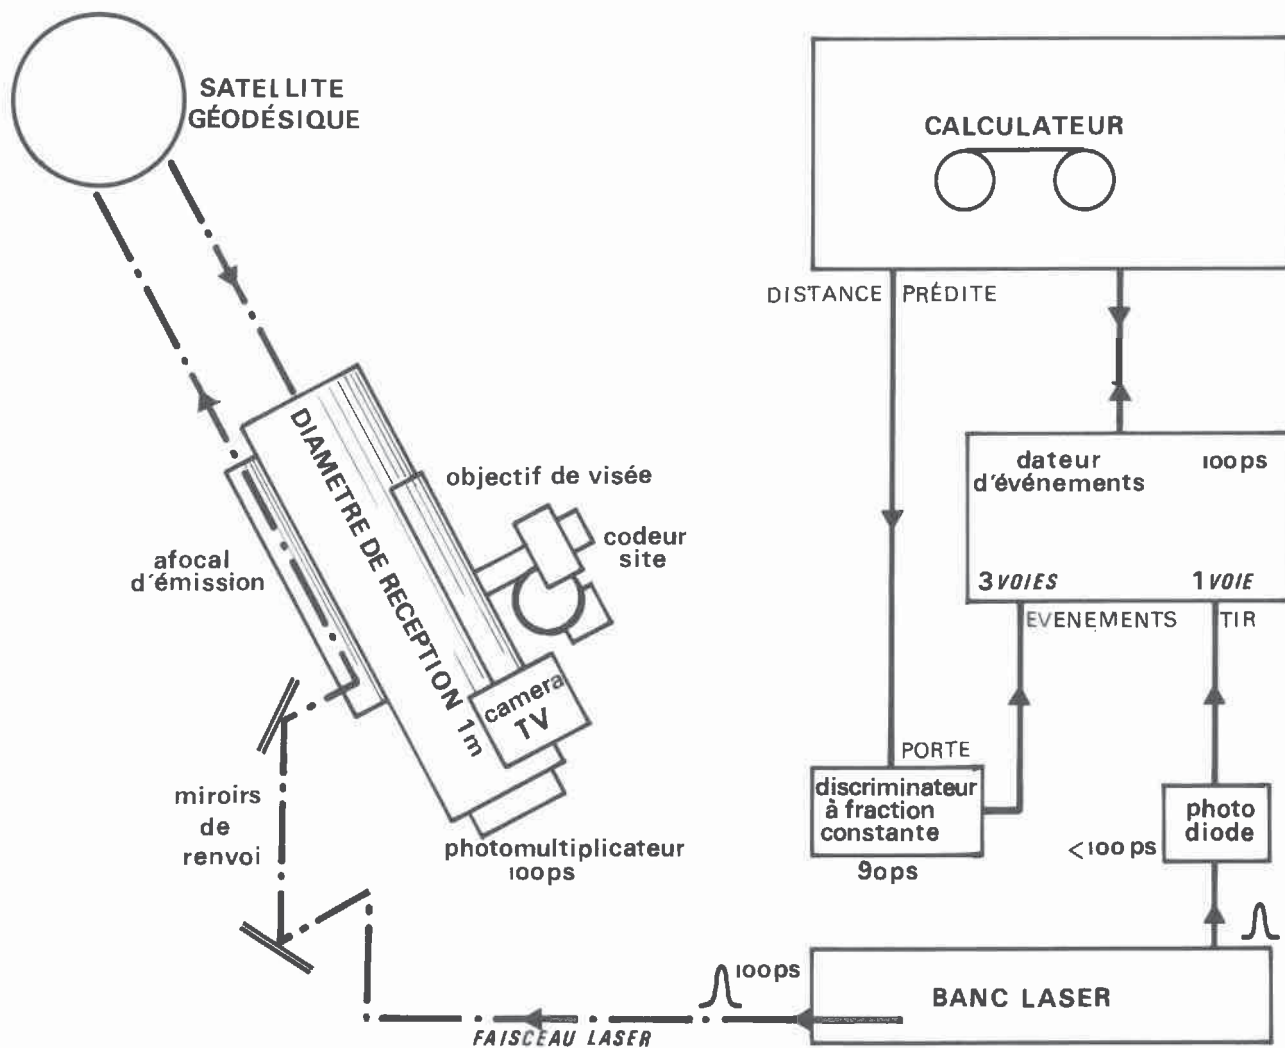 SATELLITE
GÉODÉSIQUE
CALCULATEUR
DISTANCE PRÉDITE
dateur
d'événements
100ps
3 VOIES
1 VOIE
EVENEMENTS
TIR
objectif de visée
codeur
site
afocal
d'émission
DIAMETRE DE RECEPTION 1m
camera
TV
miroirs
de
renvoi
photomultiplicateur
100ps
PORTE
discriminateur
à fraction
constante
90ps
photo
diode
<100ps
100ps
BANC LASER
FAISCEAU LASER